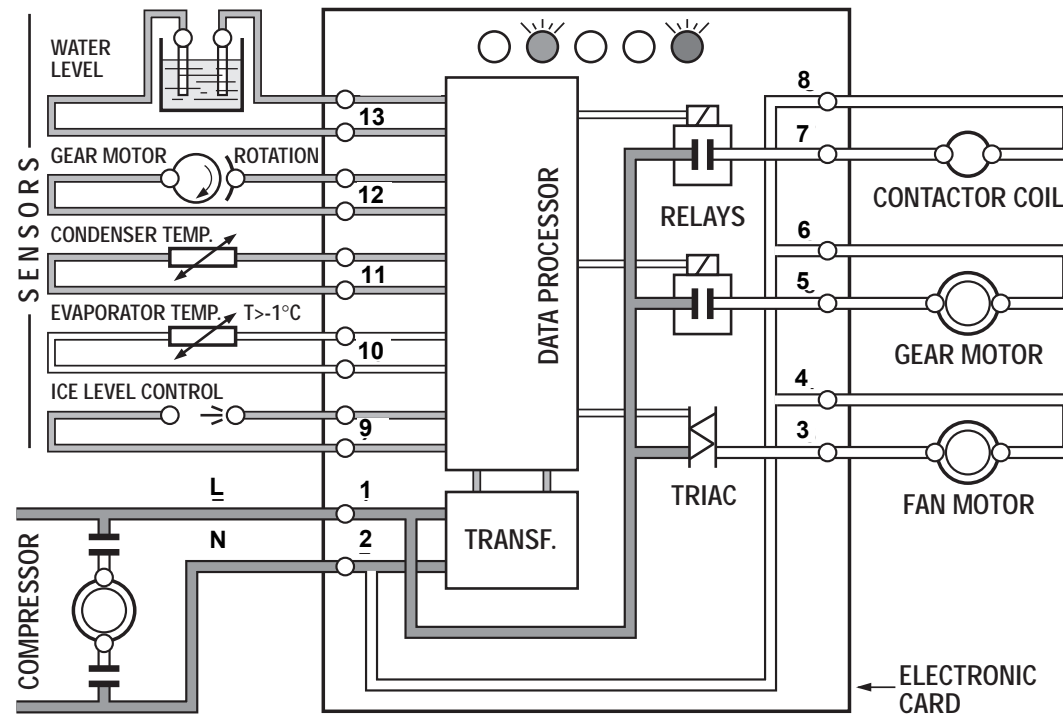 WATER
LEVEL
13
GEAR MOTOR ROTATION
12
CONDENSER TEMP.
11
EVAPORATOR TEMP. T>-1°C
10
ICE LEVEL CONTROL
9
SENSORS
L 1
N 2
COMPRESSOR
DATA PROCESSOR
TRANSF.
RELAYS
TRIAC
8
7
CONTACTOR COIL
6
5
GEAR MOTOR
4
3
FAN MOTOR
ELECTRONIC
CARD